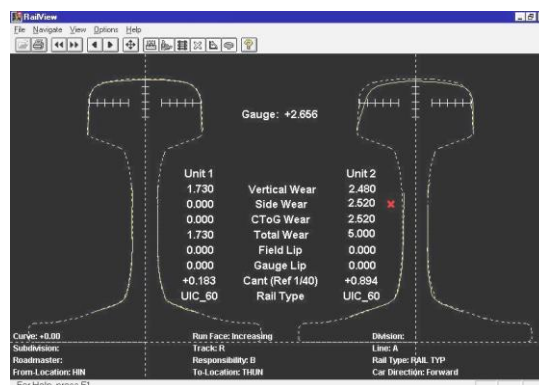 RailView
File Navigate View Options Help
Gauge: +2.656
Unit 1 Unit 2
1.730 Vertical Wear 2.480
0.000 Side Wear 2.520
0.000 CToG Wear 2.520
1.730 Total Wear 5.000
0.000 Field Lip 0.000
0.000 Gauge Lip 0.000
+0.183 Cant (Ref 1/40) +0.894
UIC_60 Rail Type UIC_60
Curve: +0.00 Run Face: Increasing Division:
Subdivision: Track: R Line: A
Roadmaster: Responsibility: B Rail Type: RAIL TYP
From-Location: HIN To-Location: THUN Car Direction: Forward
For Help, press F1